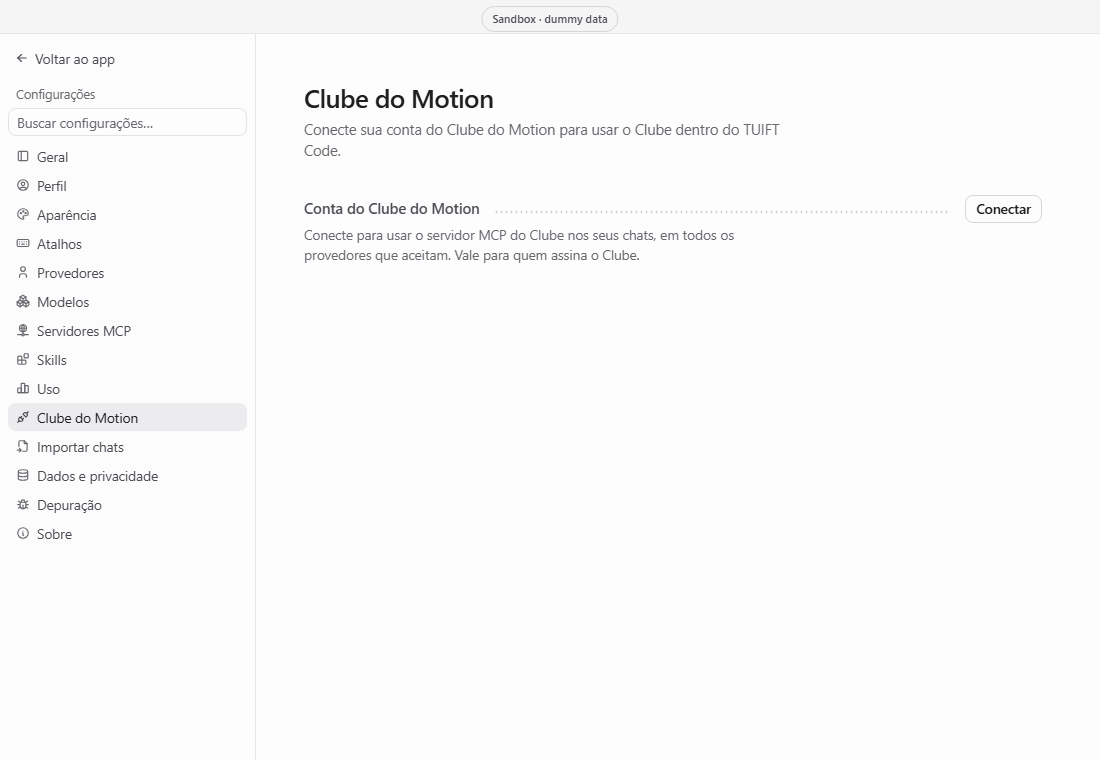 Sandbox · dummy data
Voltar ao app
Configurações
Buscar configurações...
Geral
Perfil
Aparência
Atalhos
Provedores
Modelos
Servidores MCP
Skills
Uso
Clube do Motion
Importar chats
Dados e privacidade
Depuração
Sobre
Clube do Motion
Conecte sua conta do Clube do Motion para usar o Clube dentro do TUIFT
Code.
Conta do Clube do Motion
Conectar
Conecte para usar o servidor MCP do Clube nos seus chats, em todos os
provedores que aceitam. Vale para quem assina o Clube.